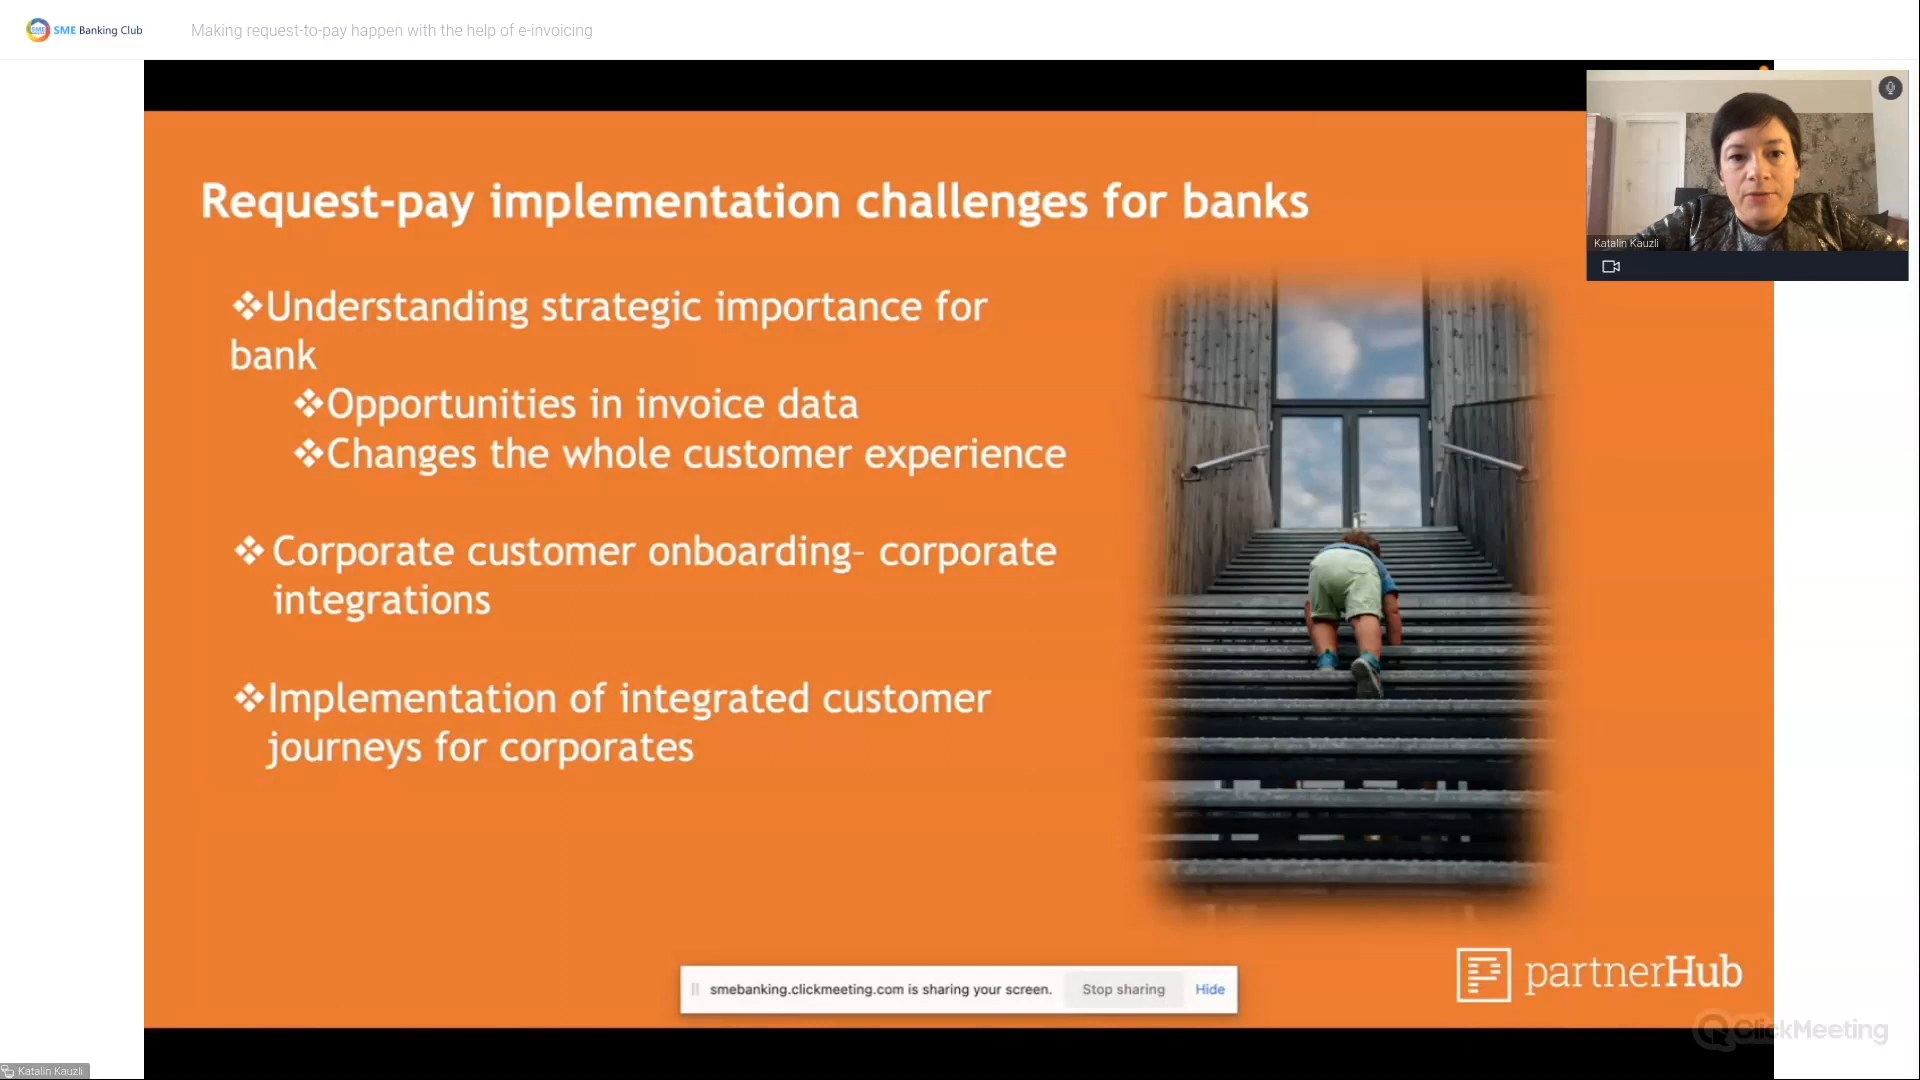 SME Banking Club
Making request-to-pay happen with the help of e-invoicing
Request-pay implementation challenges for banks
❖Understanding strategic importance for
bank
❖Opportunities in invoice data
❖Changes the whole customer experience
❖ Corporate customer onboarding– corporate
integrations
❖Implementation of integrated customer
journeys for corporates
Katalin Kauzli
smebanking.clickmeeting.com is sharing your screen.
Stop sharing
Hide
partnerHub
ClickMeeting
Katalin Kauzli